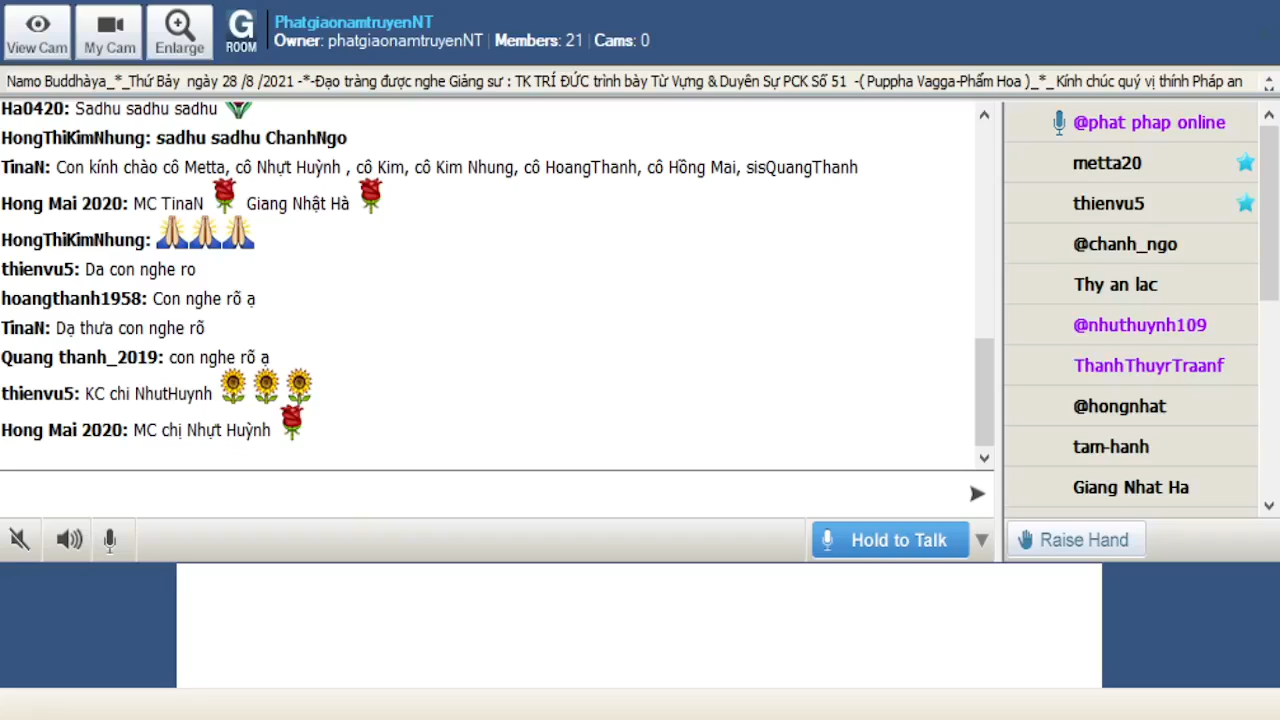 PhatgiaonamtruyenNT
Owner: phatgiaonamtruyenNT | Members: 21 | Cams: 0
View Cam
My Cam
Enlarge
G
ROOM
Namo Buddhàya_*_Thứ Bảy ngày 28 /8 /2021 -*-Đạo tràng được nghe Giảng sư : TK TRÍ ĐỨC trình bày Từ Vựng & Duyên Sự PCK Số 51 -( Puppha Vagga-Phẩm Hoa )_*_Kính chúc quý vị thính Pháp an
Ha0420: Sadhu sadhu sadhu
HongThiKimNhung: sadhu sadhu ChanhNgo
TinaN: Con kính chào cô Metta, cô Nhựt Huỳnh , cô Kim, cô Kim Nhung, cô HoangThanh, cô Hồng Mai, sisQuangThanh
Hong Mai 2020: MC TinaN Giang Nhật Hà
HongThiKimNhung:
thienvu5: Da con nghe ro
hoangthanh1958: Con nghe rõ ạ
TinaN: Dạ thưa con nghe rõ
Quang thanh_2019: con nghe rõ ạ
thienvu5: KC chi NhutHuynh
Hong Mai 2020: MC chị Nhựt Huỳnh
@phat phap online
metta20
thienvu5
@chanh_ngo
Thy an lac
@nhuthuynh109
ThanhThuyrTraanf
@hongnhat
tam-hanh
Giang Nhat Ha
Hold to Talk
Raise Hand